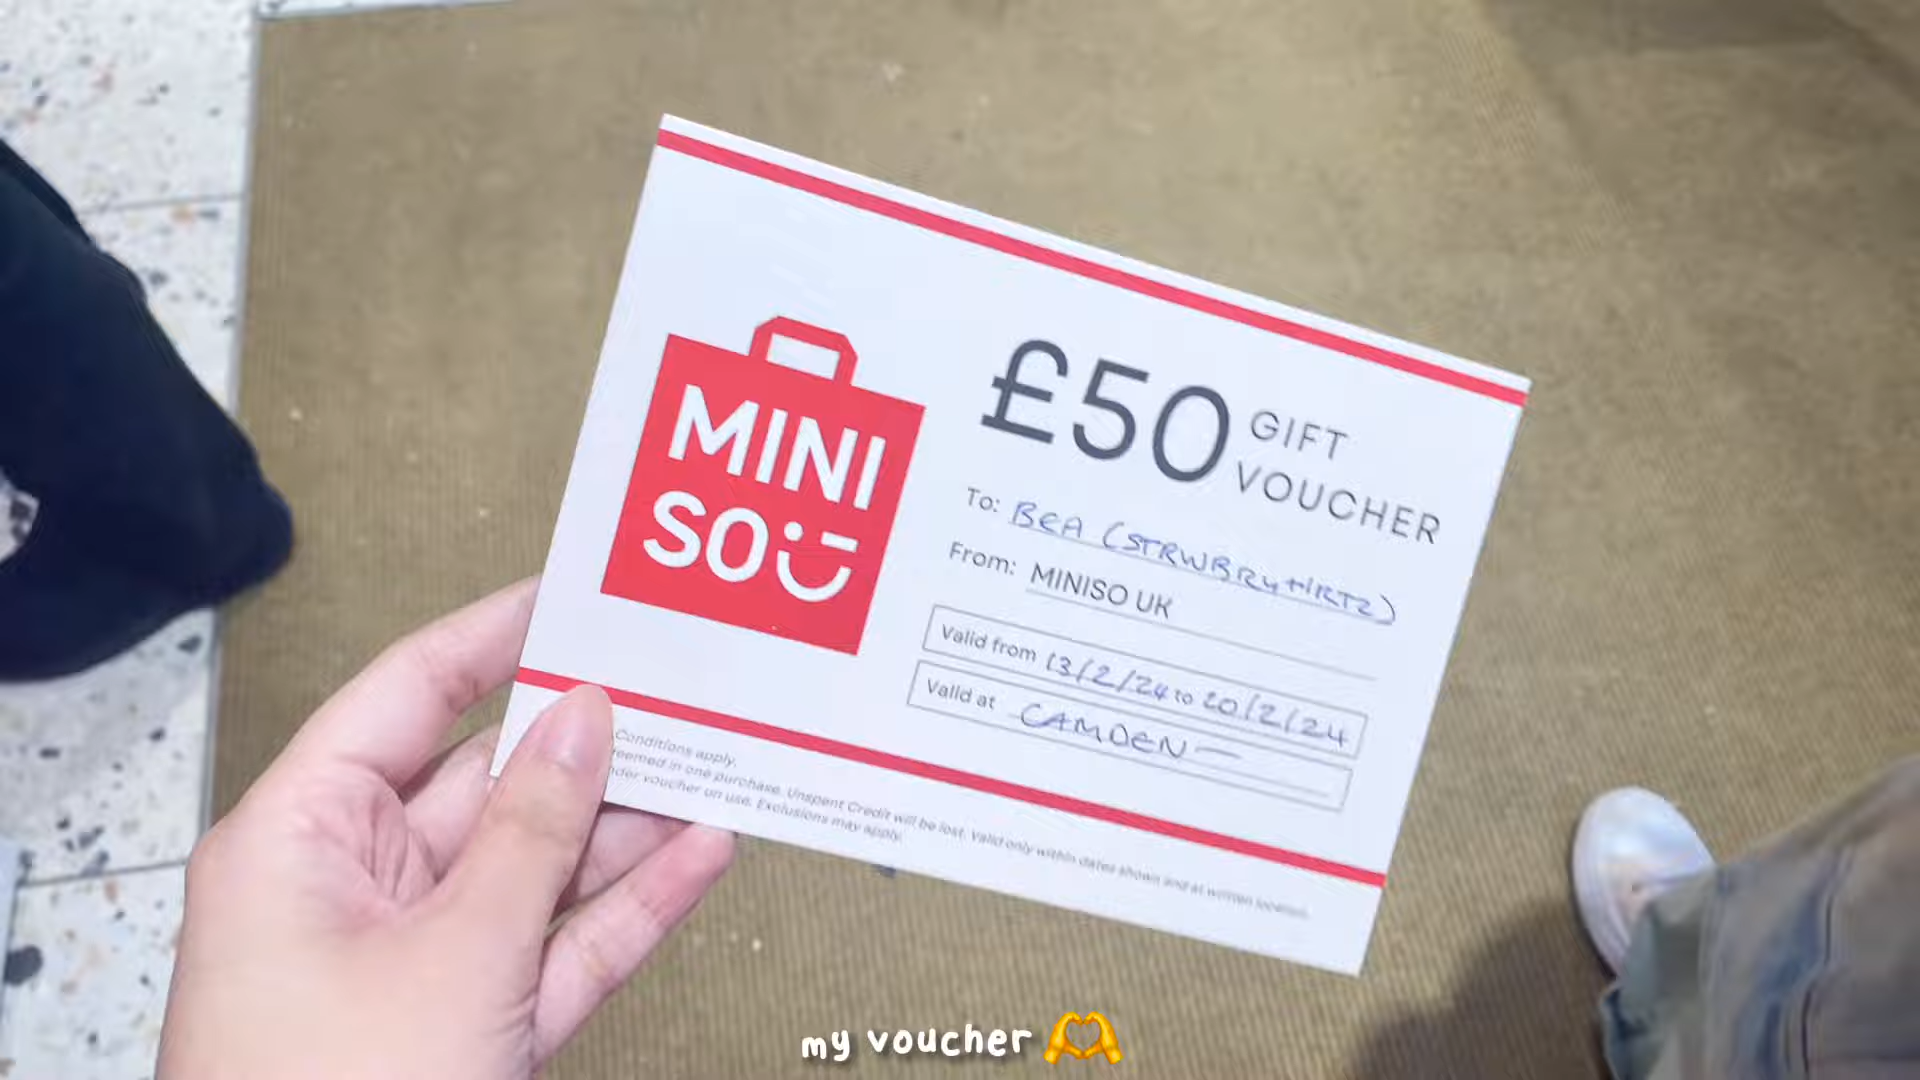 £50 GIFT
VOUCHER
MINI
SO
To: BEA (STRWBRYHRTZ)
From: MINISO UK
Valid from 13/2/24 to 20/2/24
Valid at CAMDEN
Conditions apply.
eemed in one purchase. Unspent Credit will be lost. Valid only within dates shown and at written location.
der voucher on use. Exclusions may apply.
my voucher 🫶